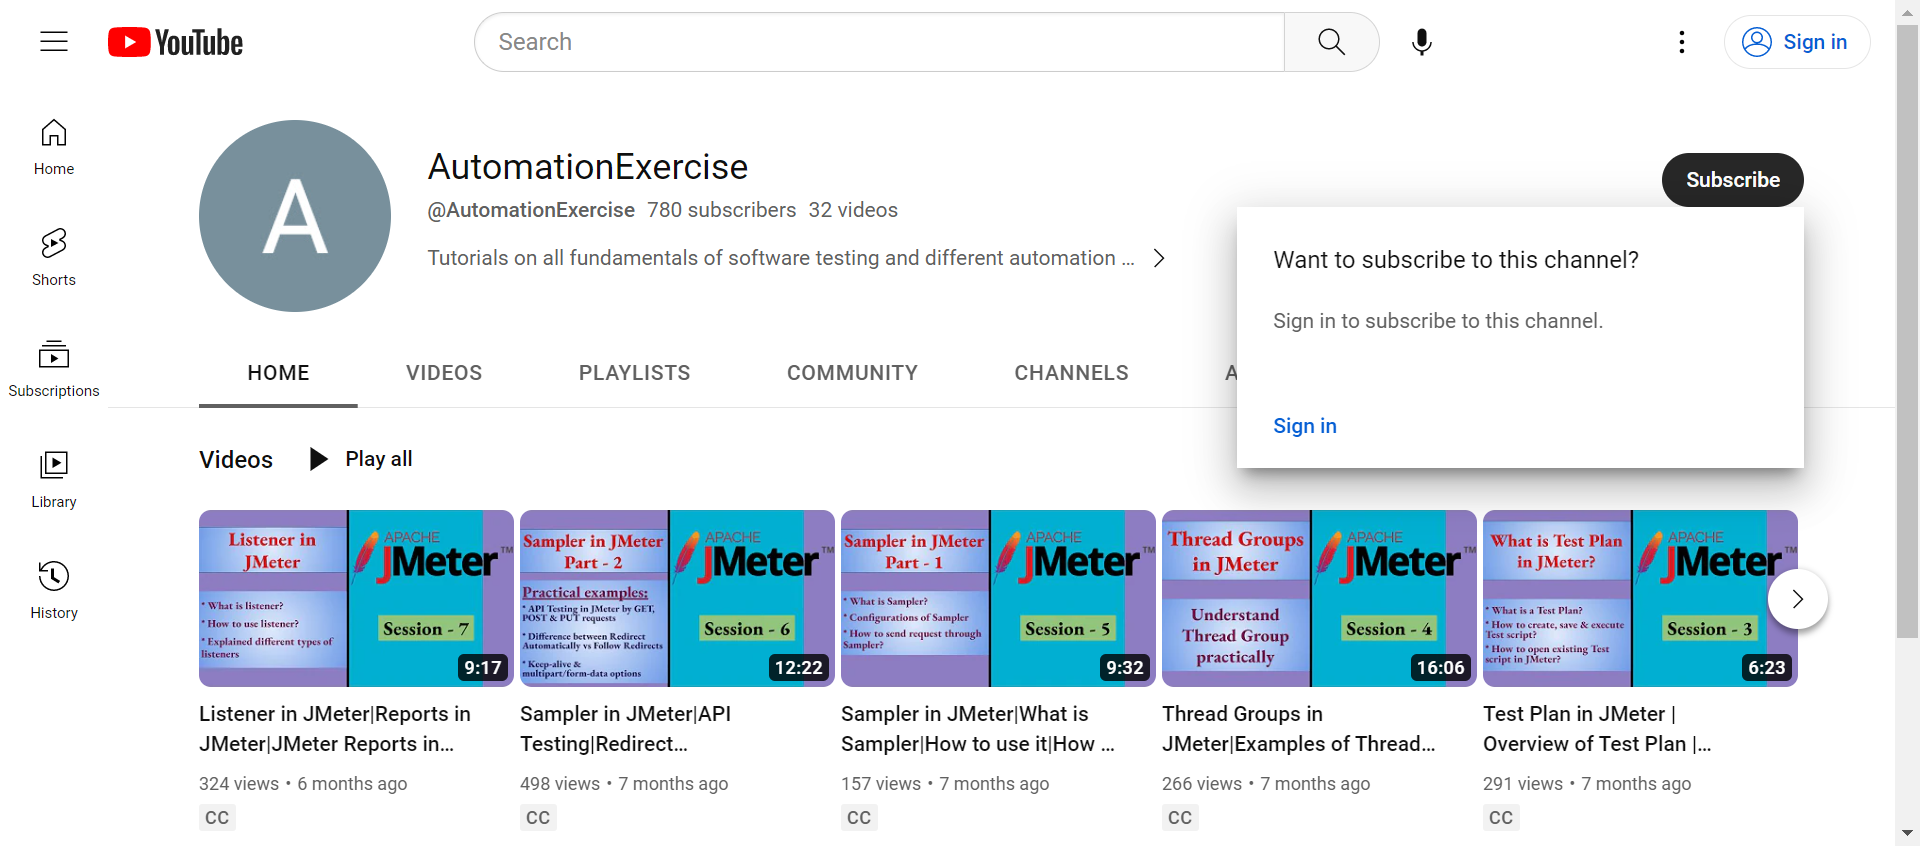 YouTube
Search
Sign in
Home
Shorts
Subscriptions
Library
History
A
AutomationExercise
@AutomationExercise 780 subscribers 32 videos
Tutorials on all fundamentals of software testing and different automation ...
Subscribe
Want to subscribe to this channel?
Sign in to subscribe to this channel.
Sign in
HOME VIDEOS PLAYLISTS COMMUNITY CHANNELS A
Videos Play all
Listener in
JMeter
* What is listener?
* How to use listener?
* Explained different types of
listeners
APACHE
JMeter™
Session - 7
9:17
Listener in JMeter|Reports in
JMeter|JMeter Reports in...
324 views • 6 months ago
CC
Sampler in JMeter
Part - 2
Practical examples:
* API Testing in JMeter by GET,
POST & PUT requests
* Difference between Redirect
Automatically vs Follow Redirects
* Keep-alive &
multipart/form-data options
APACHE
JMeter™
Session - 6
12:22
Sampler in JMeter|API
Testing|Redirect...
498 views • 7 months ago
CC
Sampler in JMeter
Part - 1
* What is Sampler?
* Configurations of Sampler
* How to send request through
Sampler?
APACHE
JMeter™
Session - 5
9:32
Sampler in JMeter|What is
Sampler|How to use it|How ...
157 views • 7 months ago
CC
Thread Groups
in JMeter
Understand
Thread Group
practically
APACHE
JMeter™
Session - 4
16:06
Thread Groups in
JMeter|Examples of Thread...
266 views • 7 months ago
CC
What is Test Plan
in JMeter?
* What is a Test Plan?
* How to create, save & execute
Test script?
* How to open existing Test
script in JMeter?
APACHE
JMeter™
Session - 3
6:23
Test Plan in JMeter |
Overview of Test Plan |...
291 views • 7 months ago
CC